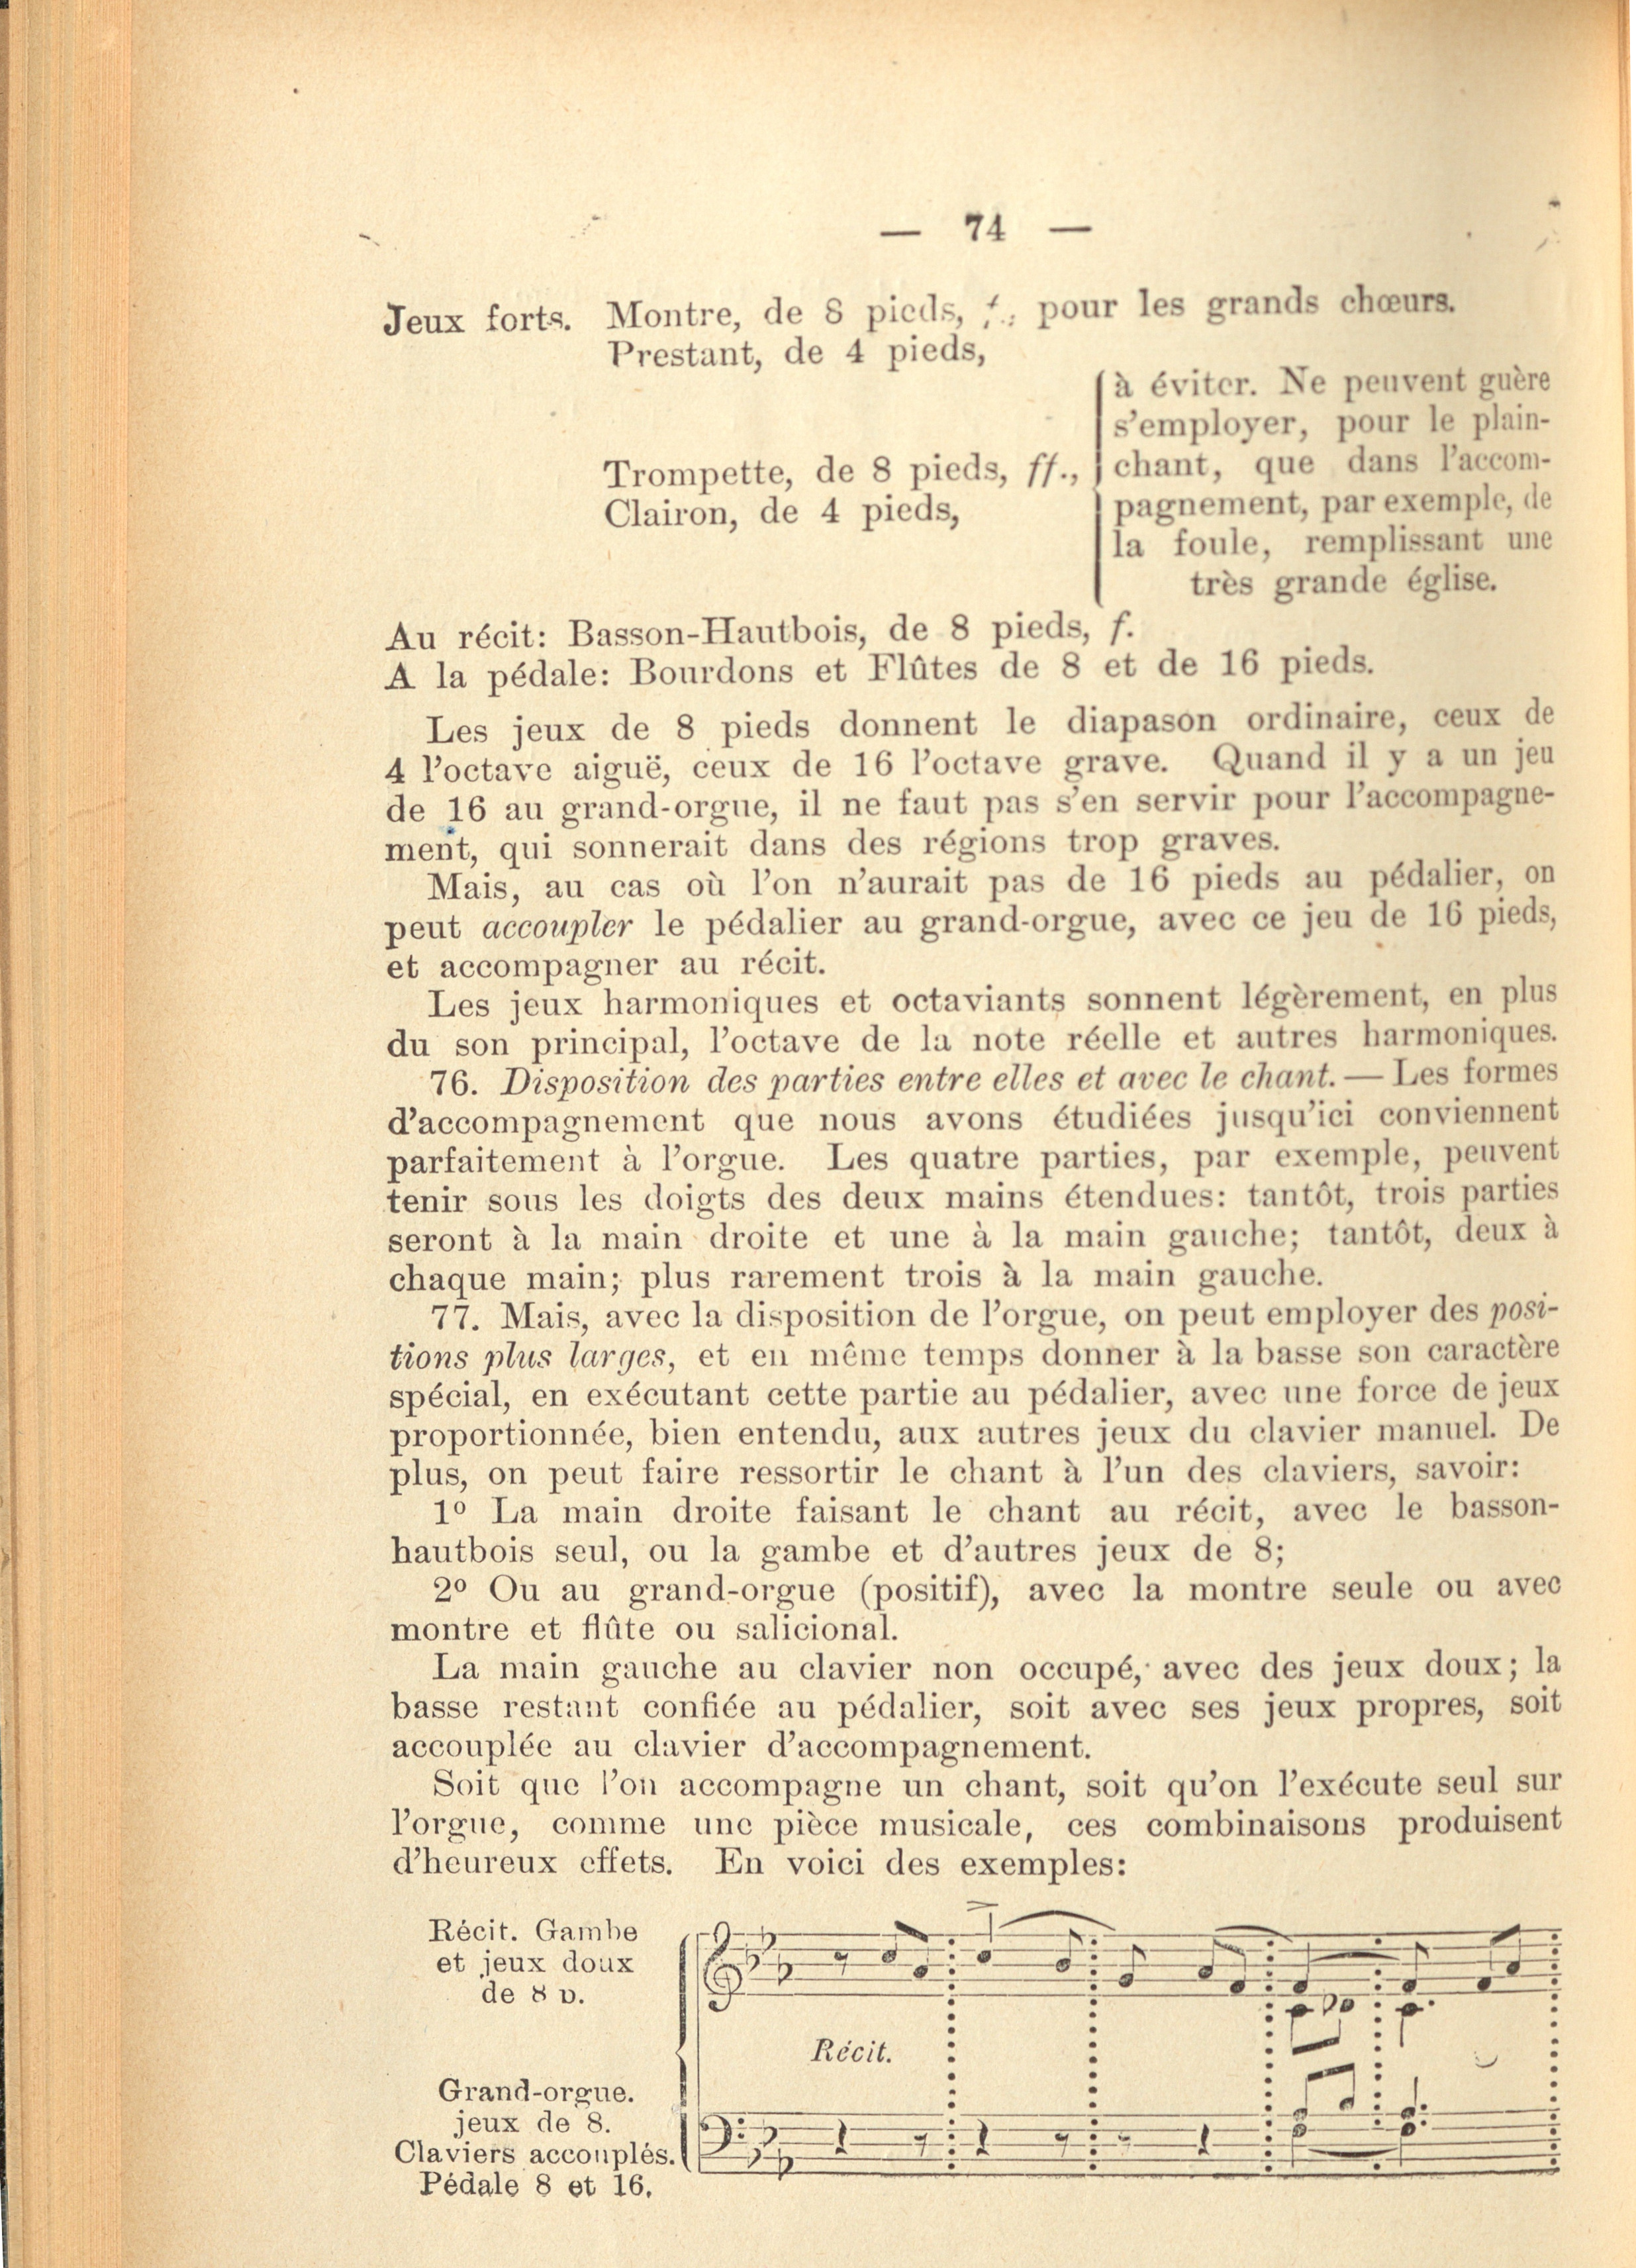 — 74 —
Jeux forts. Montre, de 8 pieds, f., pour les grands chœurs.
Prestant, de 4 pieds,
à éviter. Ne peuvent guère
s'employer, pour le plain-
Trompette, de 8 pieds, ff., chant, que dans l'accom-
Clairon, de 4 pieds, pagnement, par exemple, de
la foule, remplissant une
très grande église.
Au récit: Basson-Hautbois, de 8 pieds, f.
A la pédale: Bourdons et Flûtes de 8 et de 16 pieds.
Les jeux de 8 pieds donnent le diapason ordinaire, ceux de
4 l'octave aiguë, ceux de 16 l'octave grave. Quand il y a un jeu
de 16 au grand-orgue, il ne faut pas s'en servir pour l'accompagne-
ment, qui sonnerait dans des régions trop graves.
Mais, au cas où l'on n'aurait pas de 16 pieds au pédalier, on
peut accoupler le pédalier au grand-orgue, avec ce jeu de 16 pieds,
et accompagner au récit.
Les jeux harmoniques et octaviants sonnent légèrement, en plus
du son principal, l'octave de la note réelle et autres harmoniques.
76. Disposition des parties entre elles et avec le chant. — Les formes
d'accompagnement que nous avons étudiées jusqu'ici conviennent
parfaitement à l'orgue. Les quatre parties, par exemple, peuvent
tenir sous les doigts des deux mains étendues: tantôt, trois parties
seront à la main droite et une à la main gauche; tantôt, deux à
chaque main; plus rarement trois à la main gauche.
77. Mais, avec la disposition de l'orgue, on peut employer des posi-
tions plus larges, et en même temps donner à la basse son caractère
spécial, en exécutant cette partie au pédalier, avec une force de jeux
proportionnée, bien entendu, aux autres jeux du clavier manuel. De
plus, on peut faire ressortir le chant à l'un des claviers, savoir:
1º La main droite faisant le chant au récit, avec le basson-
hautbois seul, ou la gambe et d'autres jeux de 8;
2º Ou au grand-orgue (positif), avec la montre seule ou avec
montre et flûte ou salicional.
La main gauche au clavier non occupé, avec des jeux doux; la
basse restant confiée au pédalier, soit avec ses jeux propres, soit
accouplée au clavier d'accompagnement.
Soit que l'on accompagne un chant, soit qu'on l'exécute seul sur
l'orgue, comme une pièce musicale, ces combinaisons produisent
d'heureux effets. En voici des exemples:
Récit. Gambe
et jeux doux
de 8 p.
Récit.
Grand-orgue.
jeux de 8.
Claviers accouplés.
Pédale 8 et 16.